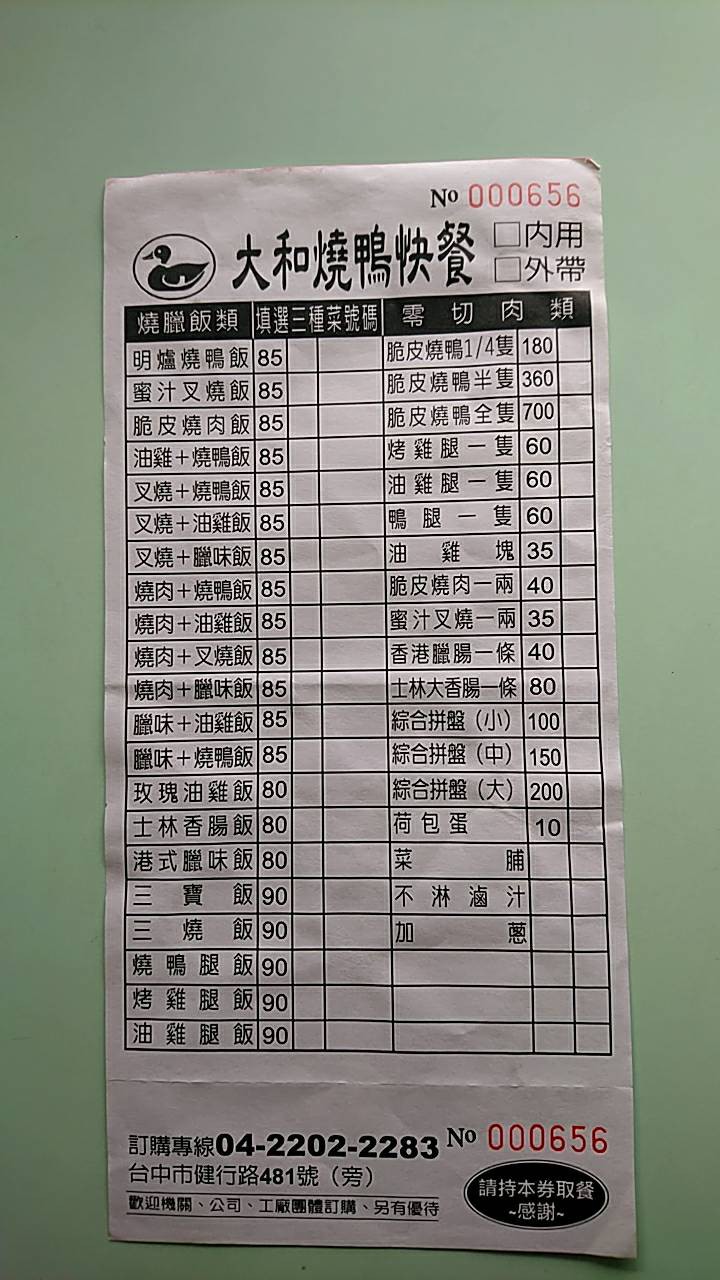 No 000656
大和燒鴨快餐
□內用
□外帶
燒臘飯類 填選三種菜號碼 零切肉類
明爐燒鴨飯 85 脆皮燒鴨1/4隻 180
蜜汁叉燒飯 85 脆皮燒鴨半隻 360
脆皮燒肉飯 85 脆皮燒鴨全隻 700
油雞+燒鴨飯 85 烤雞腿一隻 60
叉燒+燒鴨飯 85 油雞腿一隻 60
叉燒+油雞飯 85 鴨腿一隻 60
叉燒+臘味飯 85 油雞塊 35
燒肉+燒鴨飯 85 脆皮燒肉一兩 40
燒肉+油雞飯 85 蜜汁叉燒一兩 35
燒肉+叉燒飯 85 香港臘腸一條 40
燒肉+臘味飯 85 士林大香腸一條 80
臘味+油雞飯 85 綜合拼盤(小) 100
臘味+燒鴨飯 85 綜合拼盤(中) 150
玫瑰油雞飯 80 綜合拼盤(大) 200
士林香腸飯 80 荷包蛋 10
港式臘味飯 80 菜脯
三寶飯 90 不淋滷汁
三燒飯 90 加蔥
燒鴨腿飯 90
烤雞腿飯 90
油雞腿飯 90
訂購專線04-2202-2283 No 000656
台中市健行路481號(旁)
歡迎機關、公司、工廠團體訂購、另有優待
請持本券取餐
~感謝~